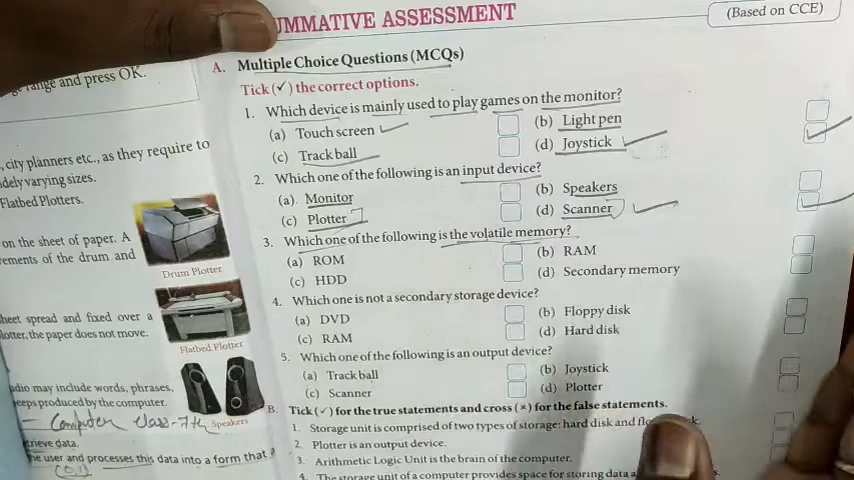 UMMATIVE ASSESSMENT
(Based on CCE)
range and press OK.
, city planners etc., as they require to
dely varying sizes.
Flatbed Plotters.
on the sheet of paper. A
ements of the drum and
Drum Plotter
heet spread and fixed over a
lotter, the paper does not move.
Flatbed Plotter
dio may include words, phrases,
eeps produced by the computer.
Computer class-7th
Speakers
trieve data.
he user and processes this data into a form that
A. Multiple Choice Questions (MCQs)
Tick (✓) the correct options.
1. Which device is mainly used to play games on the monitor?
(a) Touch screen
(b) Light pen
(c) Track ball
(d) Joystick
2. Which one of the following is an input device?
(a) Monitor
(b) Speakers
(c) Plotter
(d) Scanner
3. Which one of the following is the volatile memory?
(a) ROM
(b) RAM
(c) HDD
(d) Secondary memory
4. Which one is not a secondary storage device?
(a) DVD
(b) Floppy disk
(c) RAM
(d) Hard disk
5. Which one of the following is an output device?
(a) Track ball
(b) Joystick
(c) Scanner
(d) Plotter
B. Tick (✓) for the true statements and cross (×) for the false statements.
1. Storage unit is comprised of two types of storage: hard disk and
2. Plotter is an output device.
3. Arithmetic Logic Unit is the brain of the computer.
4. The storage unit of a computer provides space for storing data